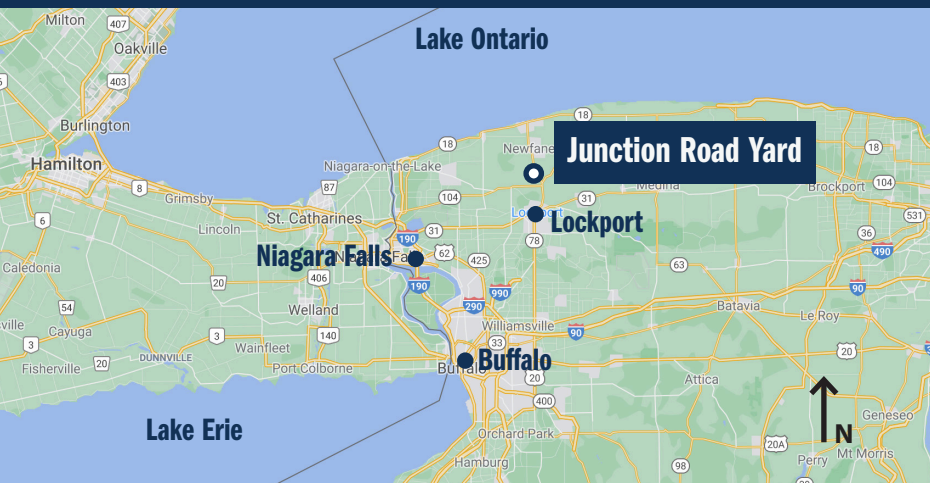 Milton
407
Oakville
Lake Ontario
403
18
Burlington
18
Newfane
Junction Road Yard
18
Hamilton
Niagara-on-the-Lake
Medina
Brockport
104
8
87
104
31
Grimsby
Lockport
531
6
St. Catharines
Lincoln
190
31
Lockport
78
36
Niagara Falls
62
425
490
Caledonia
406
63
20
190
990
90
54
Welland
290
Batavia
Le Roy
Cayuga
3
140
Williamsville
90
3
Wainfleet
33
20
Fisherville
20
DUNNVILLE
Port Colborne
Buffalo
20
Attica
400
Lake Erie
Geneseo
Orchard Park
N
20A
Mt Morris
Hamburg
98
Perry